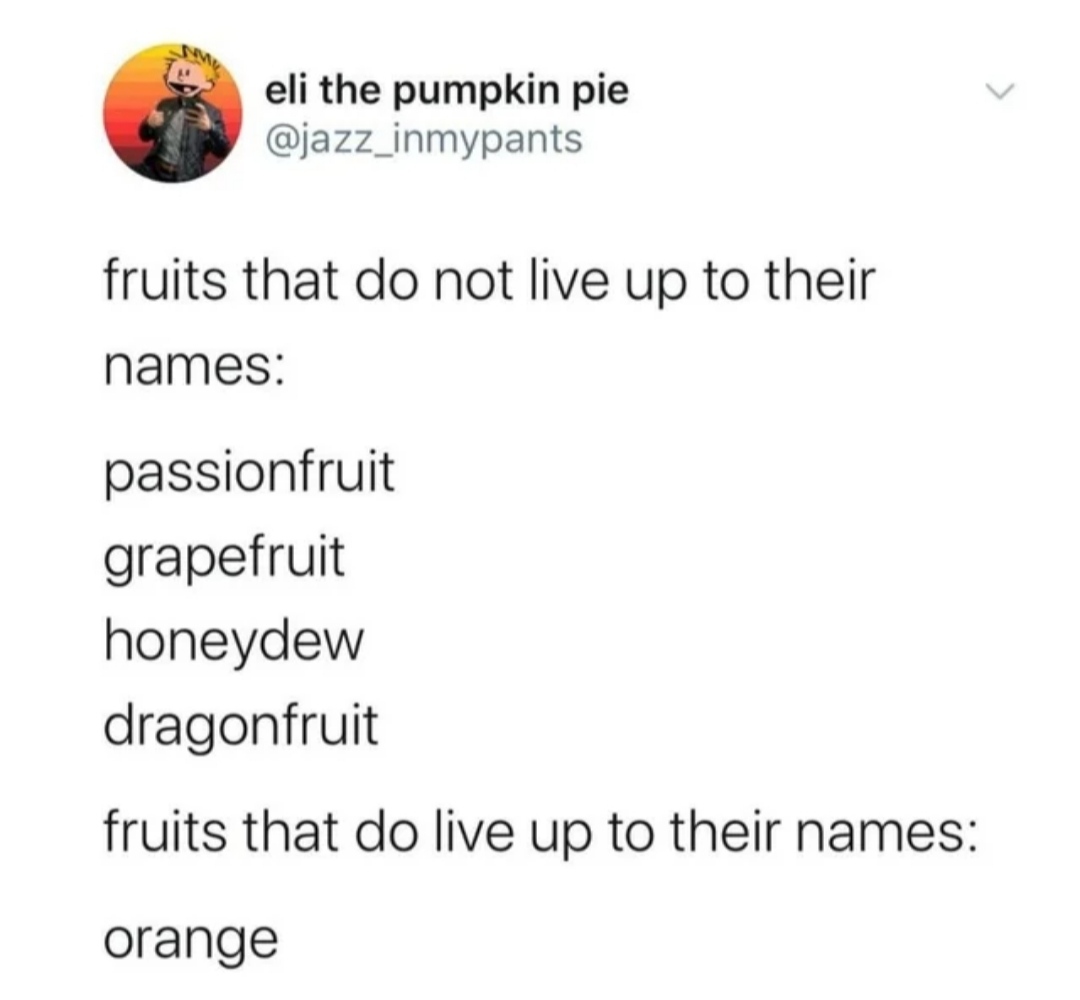 eli the pumpkin pie
@jazz_inmypants
fruits that do not live up to their
names:
passionfruit
grapefruit
honeydew
dragonfruit
fruits that do live up to their names:
orange